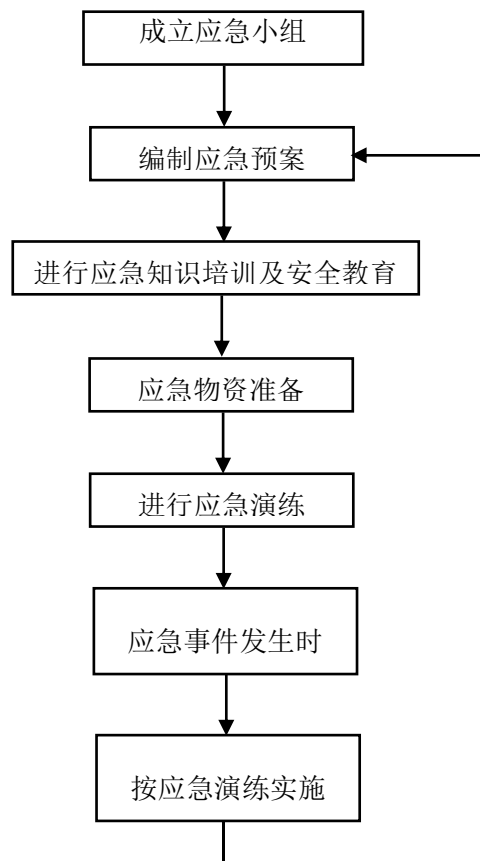 成立应急小组
编制应急预案
进行应急知识培训及安全教育
应急物资准备
进行应急演练
应急事件发生时
按应急演练实施